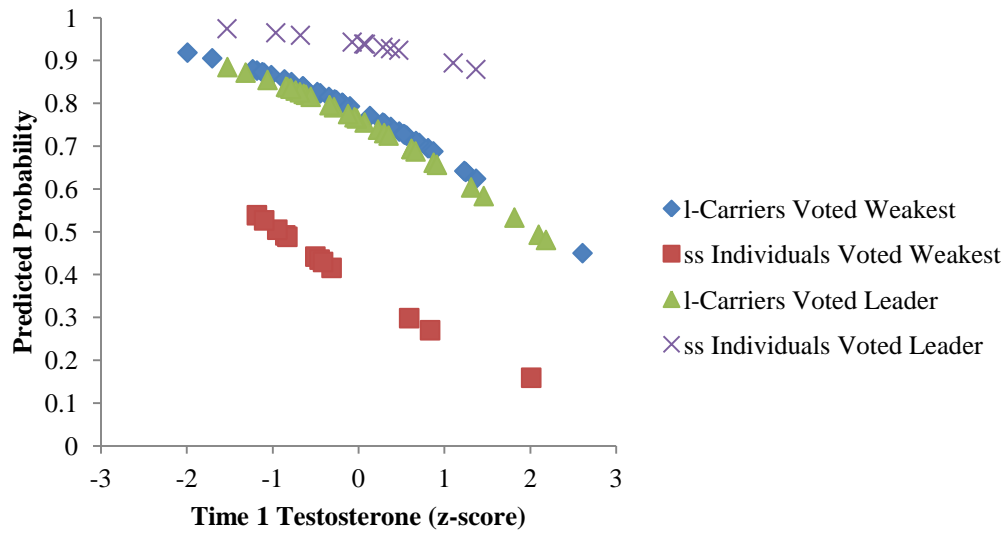 1
0.9
0.8
0.7
0.6
0.5
0.4
0.3
0.2
0.1
0
-3 -2 -1 0 1 2 3
Predicted Probability
Time 1 Testosterone (z-score)
l-Carriers Voted Weakest
ss Individuals Voted Weakest
l-Carriers Voted Leader
ss Individuals Voted Leader